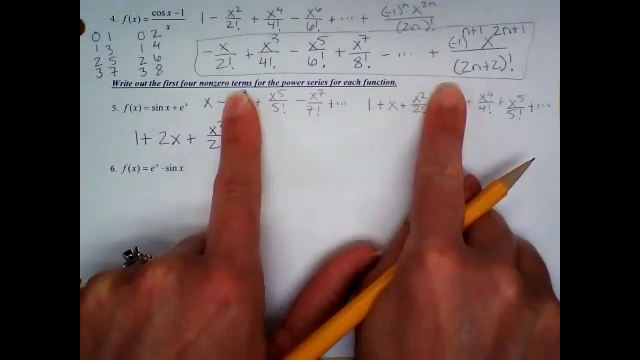 4. f(x) = (cos x − 1)/x   1 − x²/2! + x⁴/4! − x⁶/6! + ⋯ + (−1)ⁿ x²ⁿ/(2n)!
0 1   0 2
1 3   1 4
2 5   2 6
3 7   3 8
−x/2! + x³/4! − x⁵/6! + x⁷/8! − ⋯ + (−1)ⁿ⁺¹ x²ⁿ⁺¹/(2n+2)!
Write out the first four nonzero terms for the power series for each function.
5. f(x) = sin x + eˣ   x − + x⁵/5! − x⁷/7! + ⋯   1 + x + x²/2! + x⁴/4! + x⁵/5! + ⋯
1 + 2x +
6. f(x) = eˣ · sin x